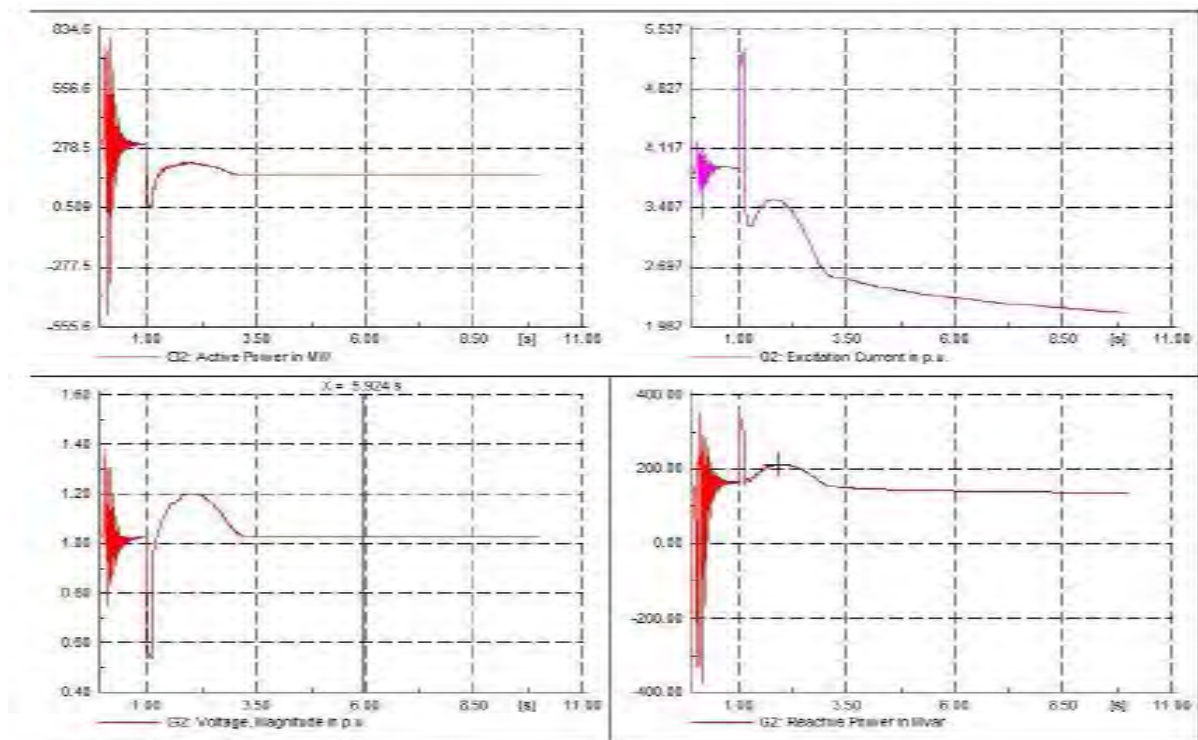 834.6 5.537
556.6 4.827
278.5 4.117
0.509 3.407
-277.5 2.697
-555.6 1.987
1.00 3.50 6.00 8.50 [s] 11.00 1.00 3.50 6.00 8.50 [s] 11.00
G2: Active Power in MW G2: Excitation Current in p.u.
X = 5.924 s
1.60 400.00
1.40
1.20 200.00
1.00 0.00
0.80
-200.00
0.60
0.40 -400.00
1.00 3.50 6.00 8.50 [s] 11.00 1.00 3.50 6.00 8.50 [s] 11.00
G2: Voltage, Magnitude in p.u. G2: Reactive Power in Mvar